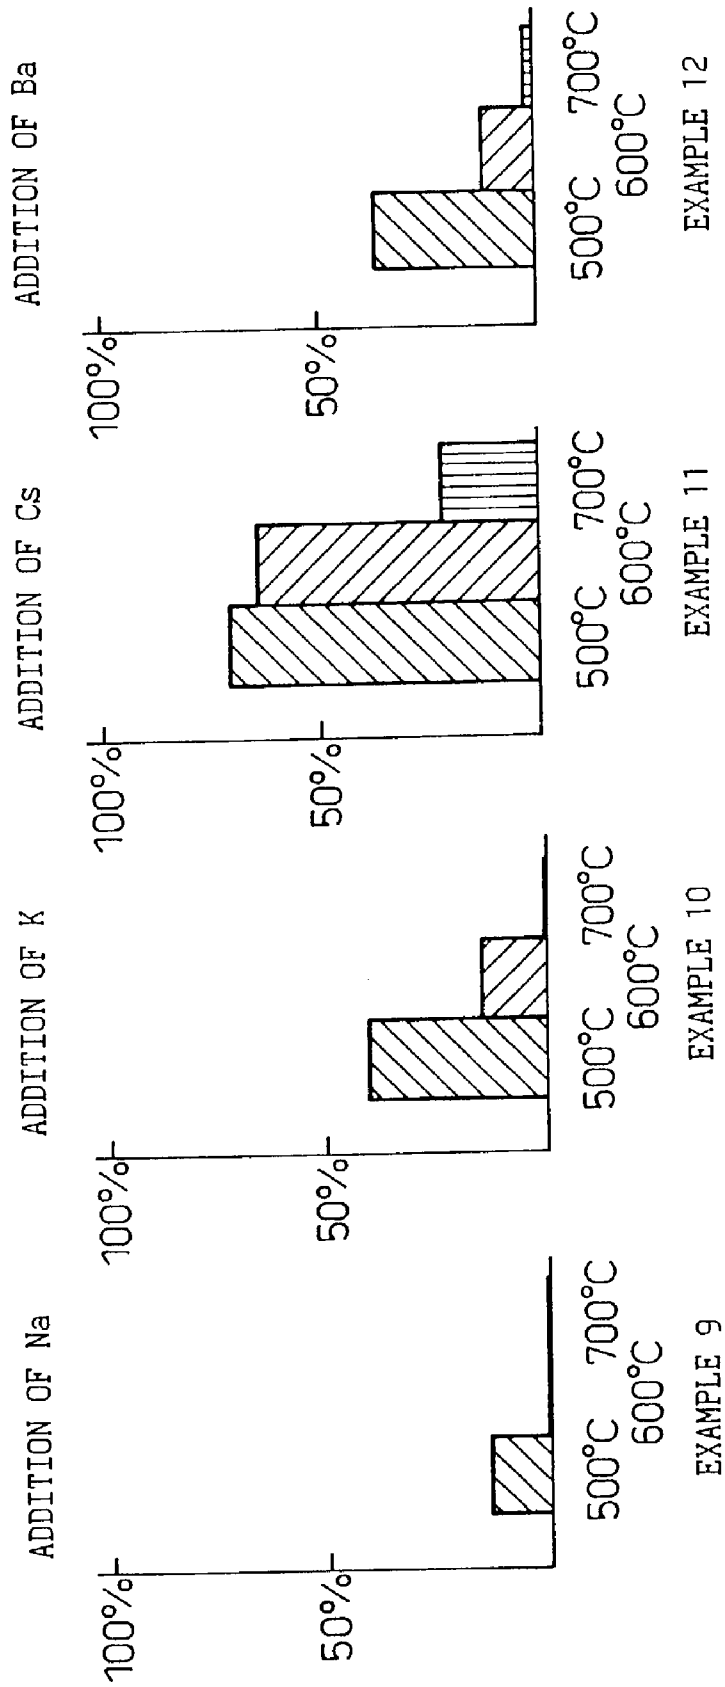 ADDITION OF Na
100%
50%
500°C 700°C
600°C
EXAMPLE 9
ADDITION OF K
100%
50%
500°C 700°C
600°C
EXAMPLE 10
ADDITION OF Cs
100%
50%
500°C 700°C
600°C
EXAMPLE 11
ADDITION OF Ba
100%
50%
500°C 700°C
600°C
EXAMPLE 12